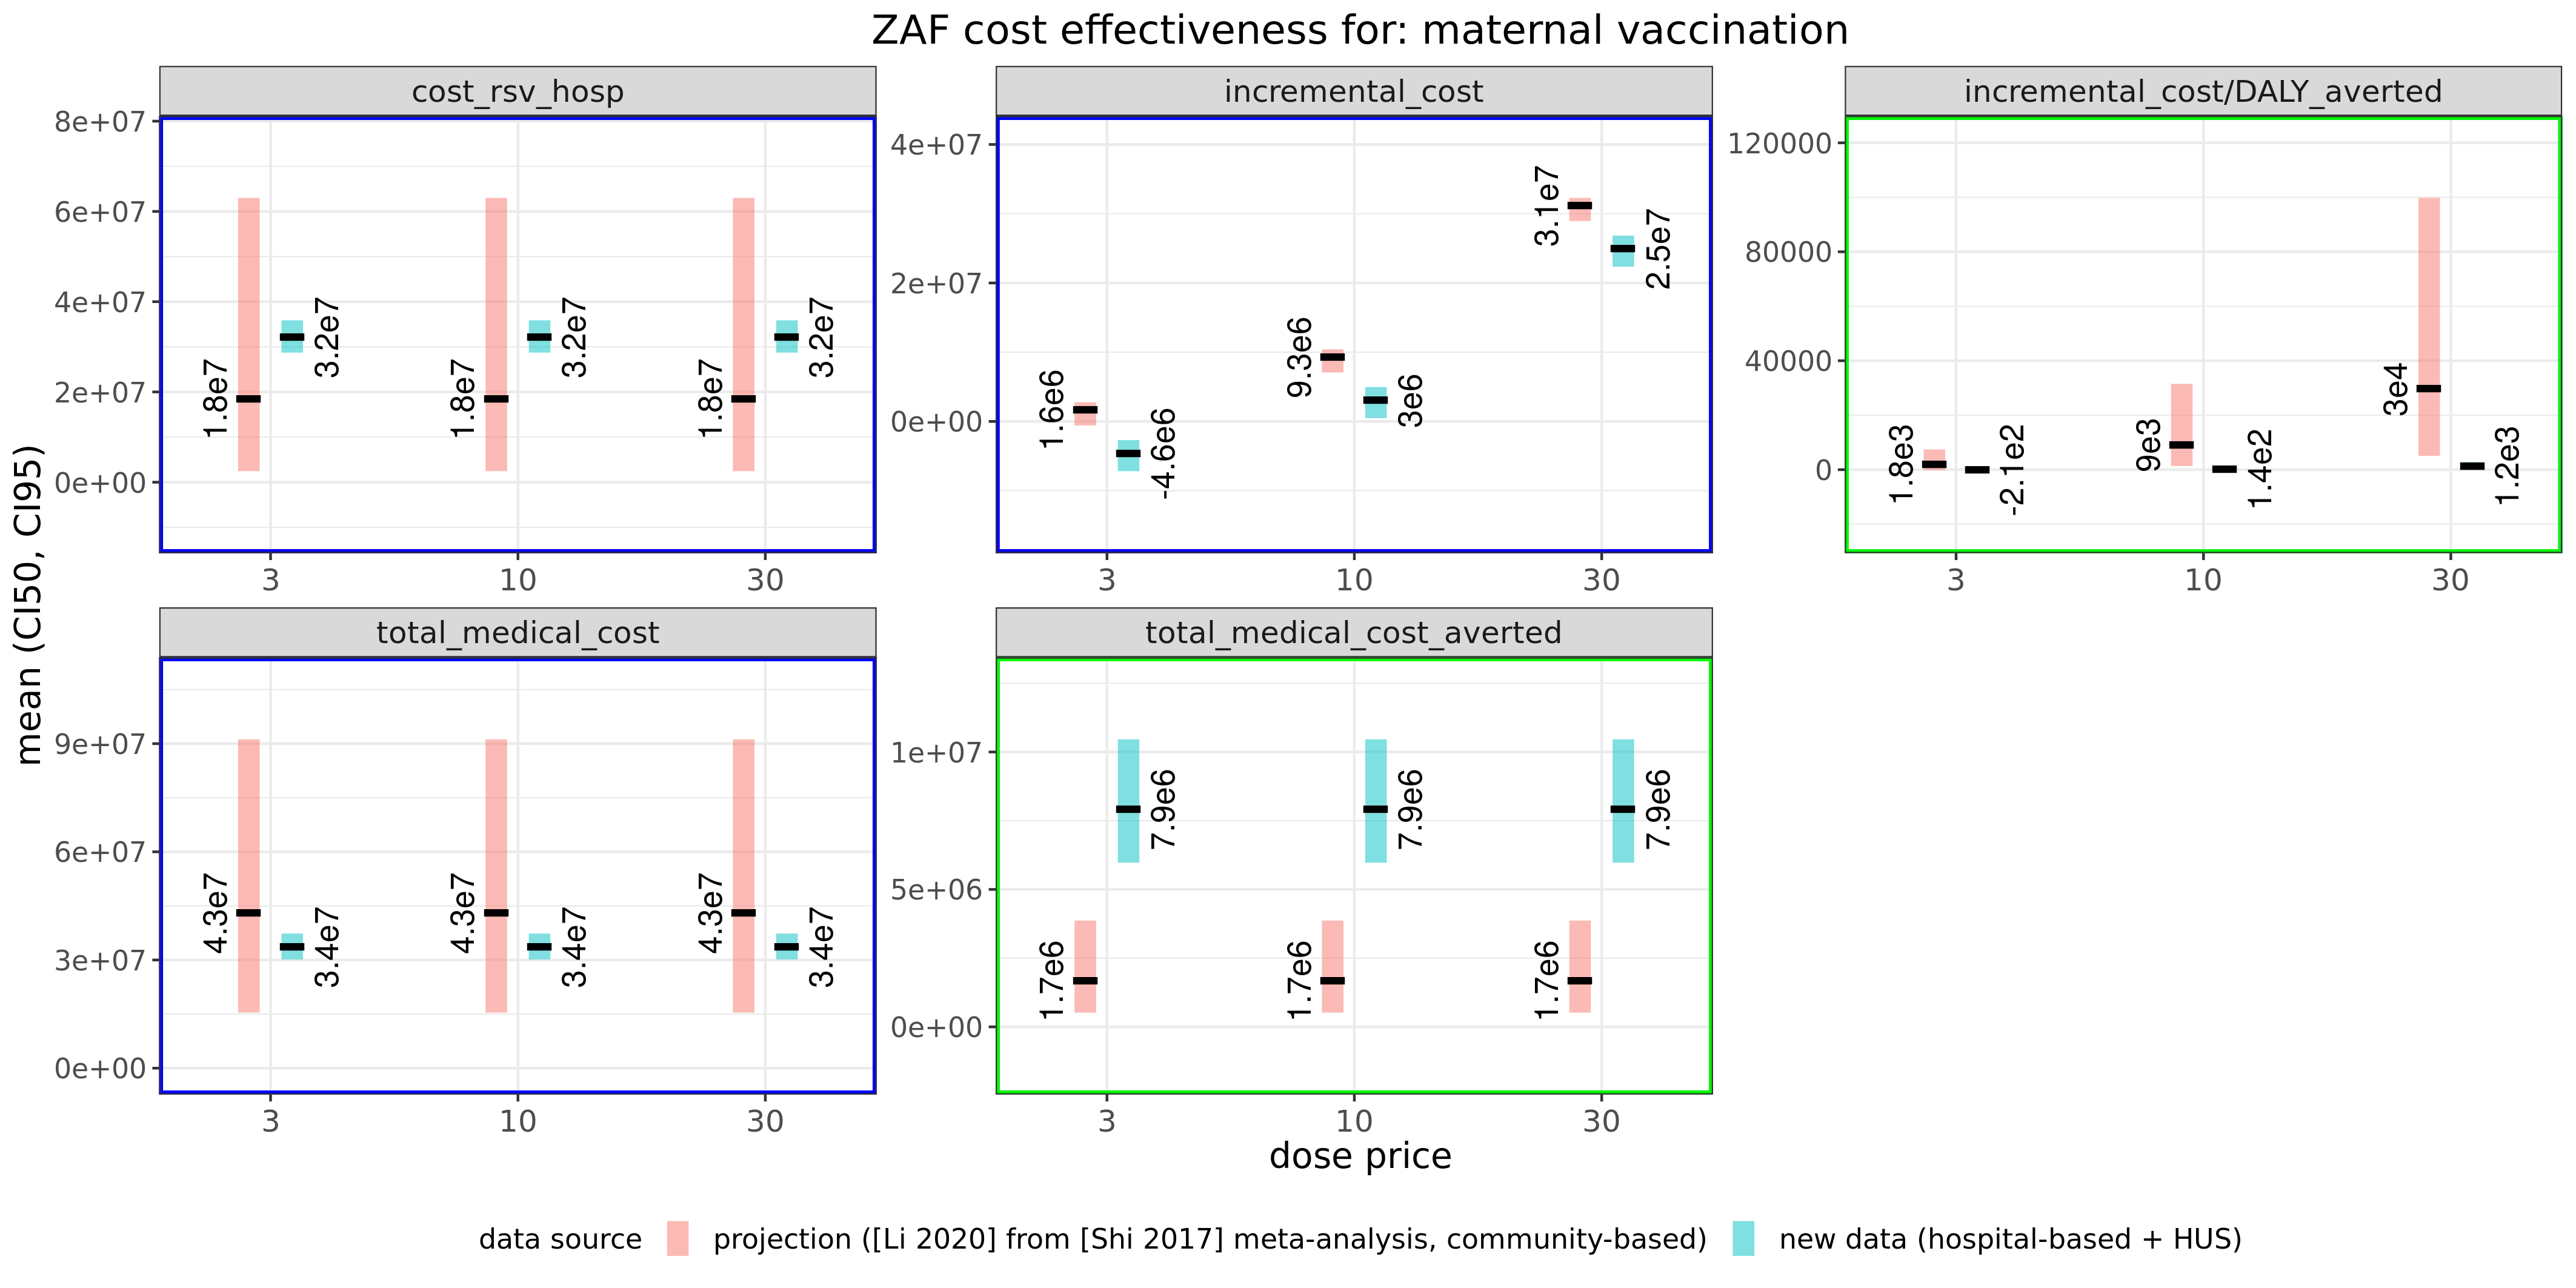 ZAF cost effectiveness for: maternal vaccination
mean (CI50, CI95)
cost_rsv_hosp
8e+07
6e+07
4e+07
2e+07
0e+00
1.8e7
3.2e7
1.8e7
3.2e7
1.8e7
3.2e7
3
10
30
incremental_cost
4e+07
2e+07
0e+00
1.6e6
-4.6e6
9.3e6
3e6
3.1e7
2.5e7
3
10
30
incremental_cost/DALY_averted
120000
80000
40000
0
1.8e3
-2.1e2
9e3
1.4e2
3e4
1.2e3
3
10
30
total_medical_cost
9e+07
6e+07
3e+07
0e+00
4.3e7
3.4e7
4.3e7
3.4e7
4.3e7
3.4e7
3
10
30
total_medical_cost_averted
1e+07
5e+06
0e+00
1.7e6
7.9e6
1.7e6
7.9e6
1.7e6
7.9e6
3
10
30
dose price
data source
projection ([Li 2020] from [Shi 2017] meta-analysis, community-based)
new data (hospital-based + HUS)